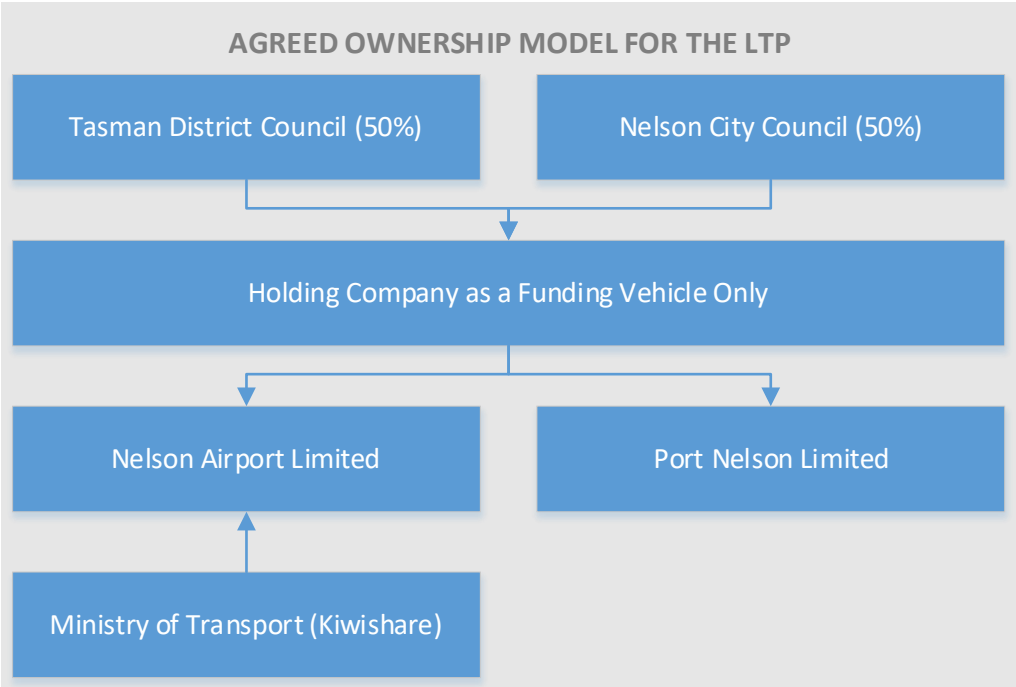 AGREED OWNERSHIP MODEL FOR THE LTP
Tasman District Council (50%)
Nelson City Council (50%)
Holding Company as a Funding Vehicle Only
Nelson Airport Limited
Port Nelson Limited
Ministry of Transport (Kiwishare)